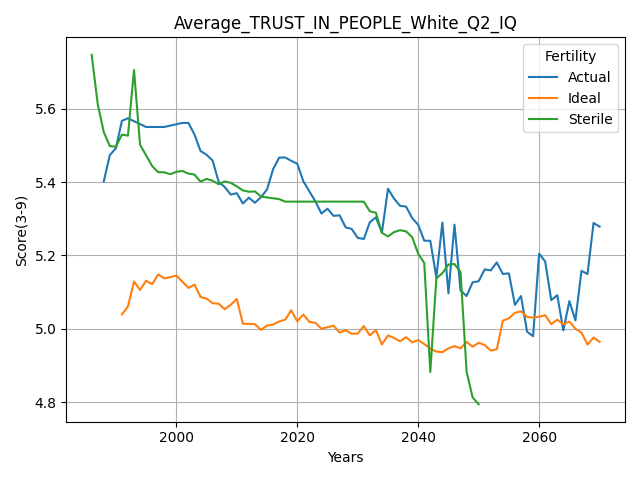 Average_TRUST_IN_PEOPLE_White_Q2_IQ
Fertility
Actual
Ideal
Sterile
Score(3-9)
5.6
5.4
5.2
5.0
4.8
2000
2020
2040
2060
Years